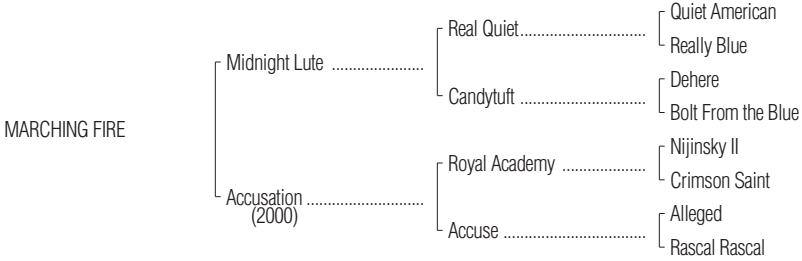 Quiet American
Real Quiet..............................
Really Blue
Midnight Lute ......................
Dehere
Candytuft ..............................
Bolt From the Blue
MARCHING FIRE
Nijinsky II
Royal Academy ....................
Crimson Saint
Accusation ............................
(2000)
Alleged
Accuse ..................................
Rascal Rascal